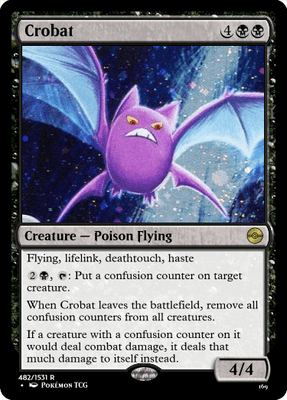 Crobat 4
Creature — Poison Flying
Flying, lifelink, deathtouch, haste
2 , : Put a confusion counter on target
creature.
When Crobat leaves the battlefield, remove all
confusion counters from all creatures.
If a creature with a confusion counter on it
would deal combat damage, it deals that
much damage to itself instead.
482/1531 R
• Pokémon TCG
169
4/4